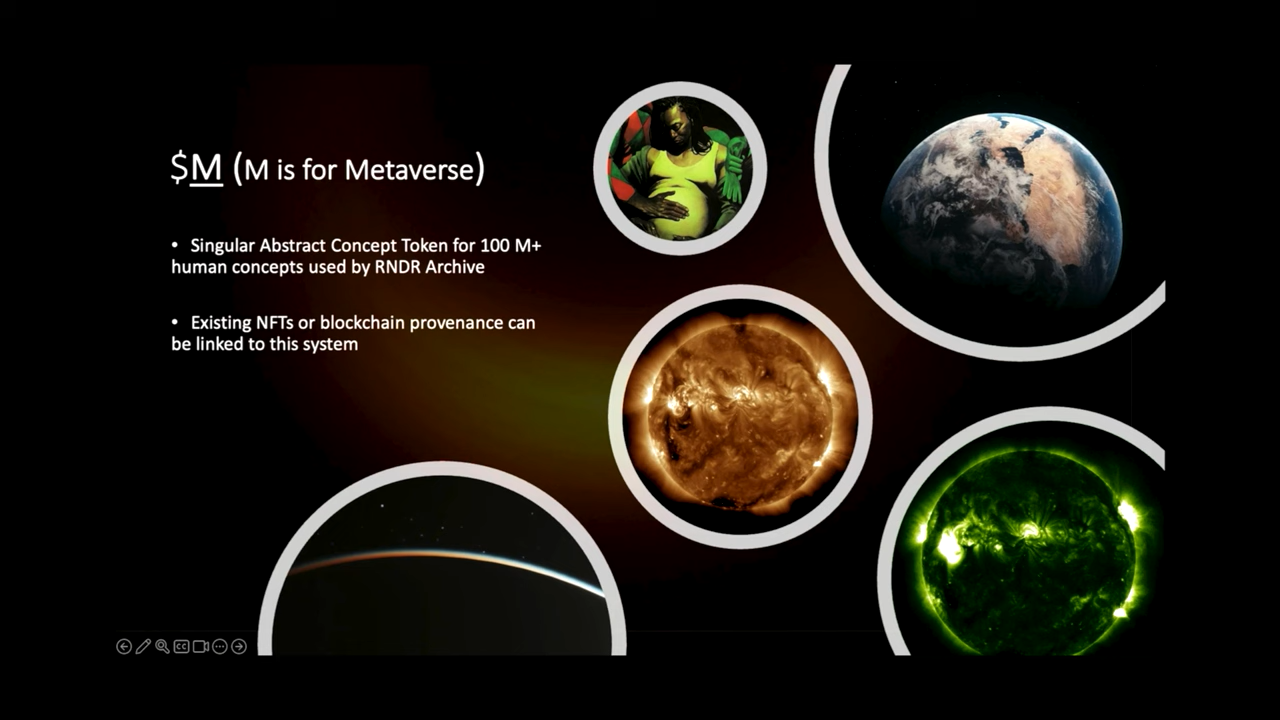 $M (M is for Metaverse)
• Singular Abstract Concept Token for 100 M+
human concepts used by RNDR Archive
• Existing NFTs or blockchain provenance can
be linked to this system
CC